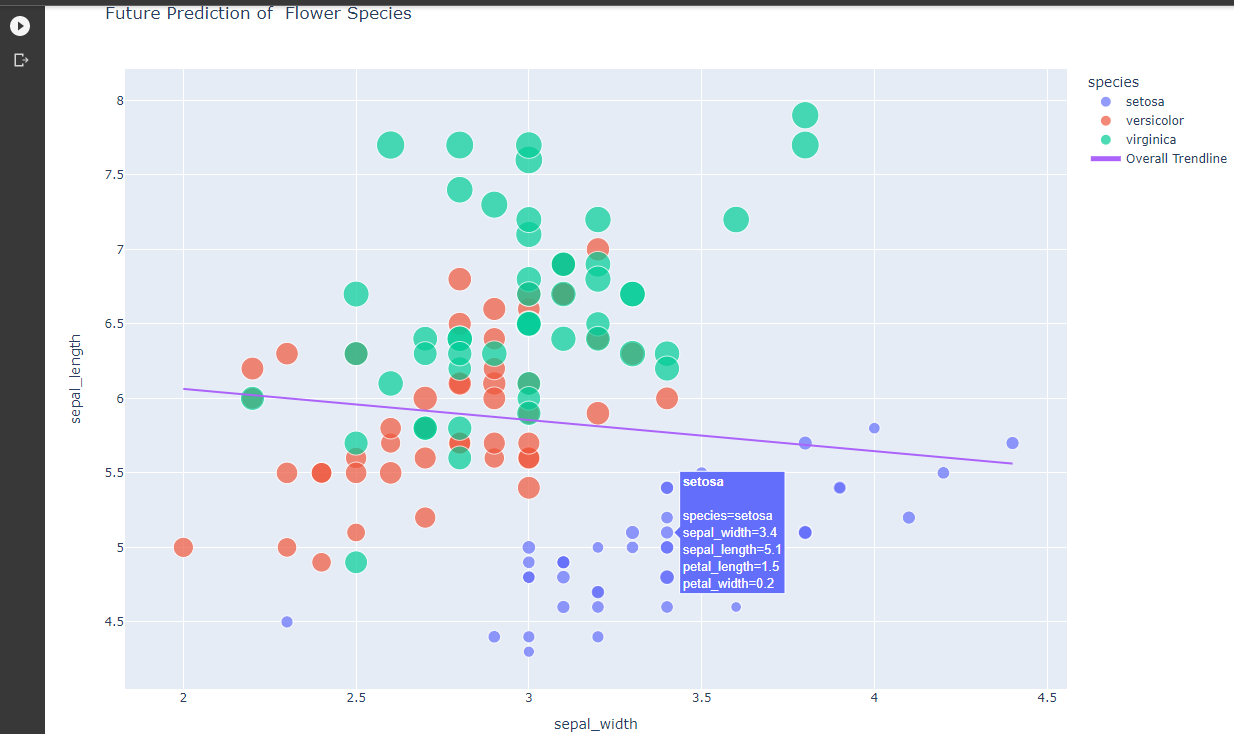 Future Prediction of  Flower Species
species
setosa
versicolor
virginica
Overall Trendline
8
7.5
7
6.5
6
5.5
5
4.5
sepal_length
setosa
species=setosa
sepal_width=3.4
sepal_length=5.1
petal_length=1.5
petal_width=0.2
2
2.5
3
3.5
4
4.5
sepal_width